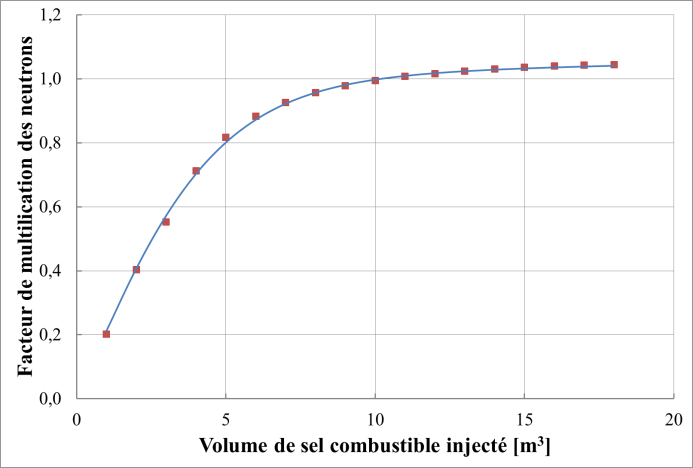 1,2
1,0
0,8
0,6
0,4
0,2
0,0
0 5 10 15 20
Facteur de multilication des neutrons
Volume de sel combustible injecté [m³]